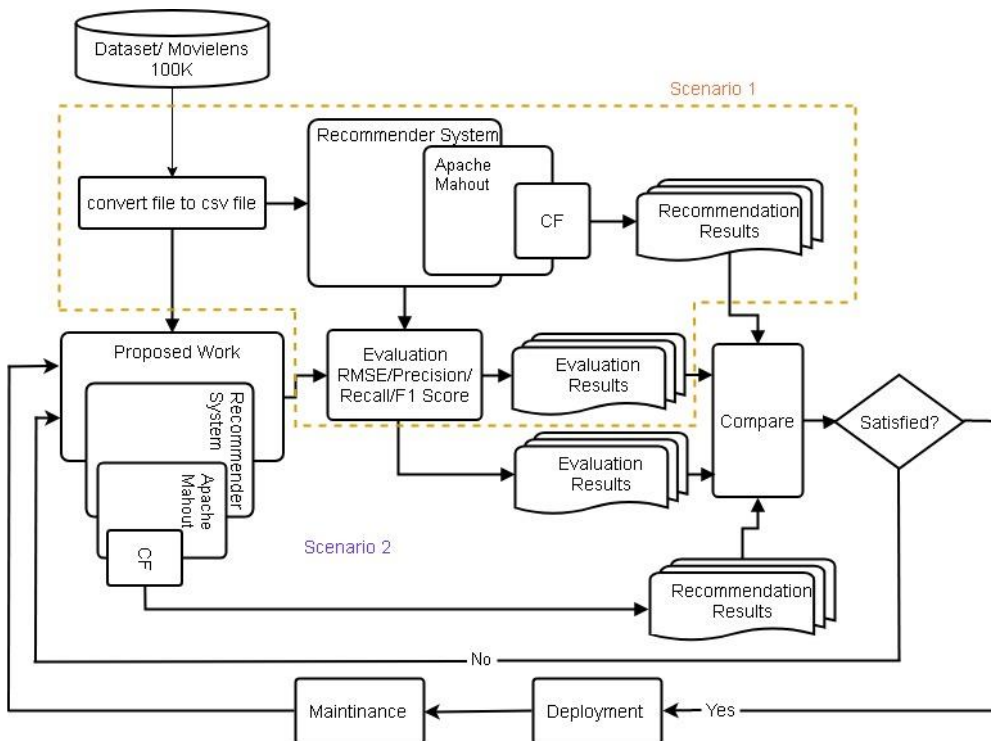 Dataset/ Movielens
100K
Scenario 1
Recommender System
Apache
Mahout
convert file to csv file
CF
Recommendation
Results
Proposed Work
Evaluation
RMSE/Precision/
Recall/F1 Score
Evaluation
Results
Recommender
System
Compare
Satisfied?
Evaluation
Results
Apache
Mahout
Scenario 2
CF
Recommendation
Results
No
Maintinance
Deployment
Yes